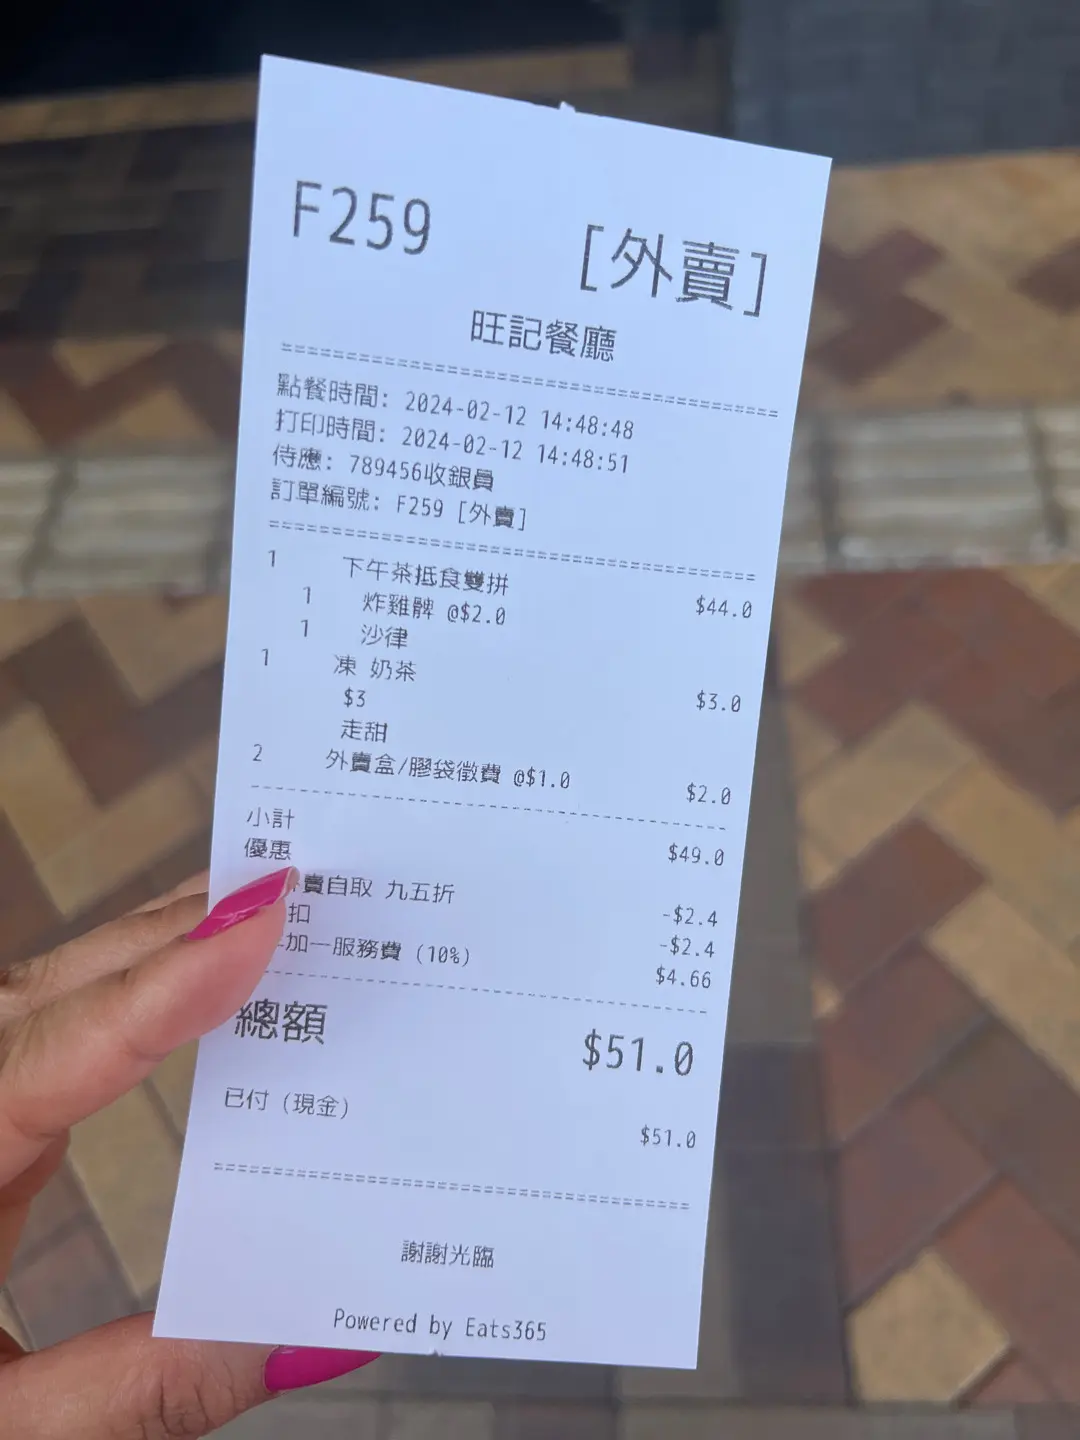 F259
[外賣]
旺記餐廳
點餐時間: 2024-02-12 14:48:48
打印時間: 2024-02-12 14:48:51
侍應: 789456收銀員
訂單編號: F259 [外賣]
1 下午茶抵食雙拼 $44.0
1 炸雞髀 @$2.0
1 沙律
1 凍 奶茶 $3.0
$3
走甜
2 外賣盒/膠袋徵費 @$1.0 $2.0
小計 $49.0
優惠
賣自取 九五折 -$2.4
扣 -$2.4
加一服務費 (10%) $4.66
總額 $51.0
已付 (現金) $51.0
謝謝光臨
Powered by Eats365